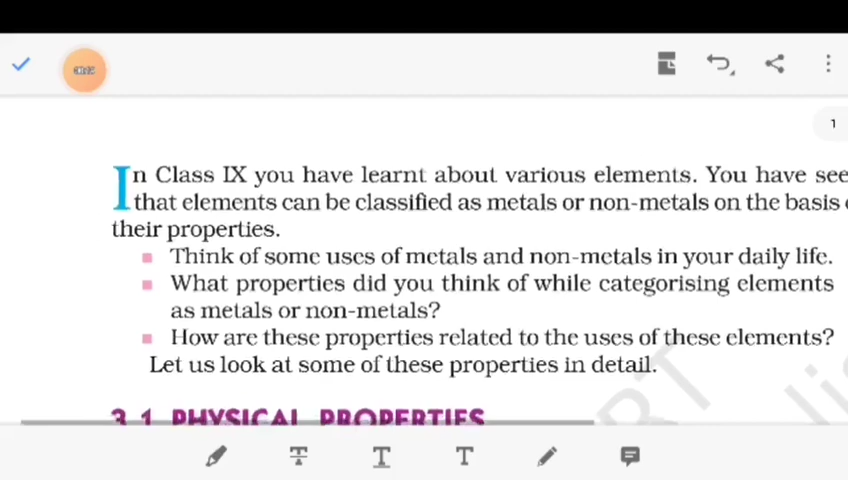 1
In Class IX you have learnt about various elements. You have see
that elements can be classified as metals or non-metals on the basis
their properties.
Think of some uses of metals and non-metals in your daily life.
What properties did you think of while categorising elements
as metals or non-metals?
How are these properties related to the uses of these elements?
Let us look at some of these properties in detail.
3.1 PHYSICAL PROPERTIES